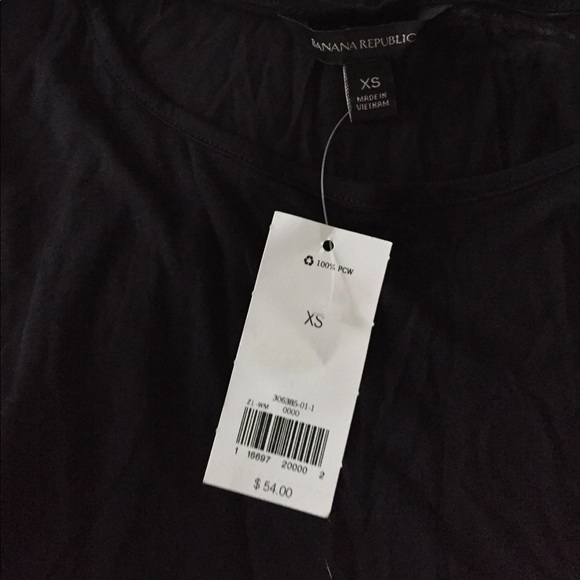 BANANA REPUBLIC
XS
MADE IN
VIETNAM
100% PCW
XS
306385-01-1
Z1-WM 0000
1 16697 20000 2
$ 54.00